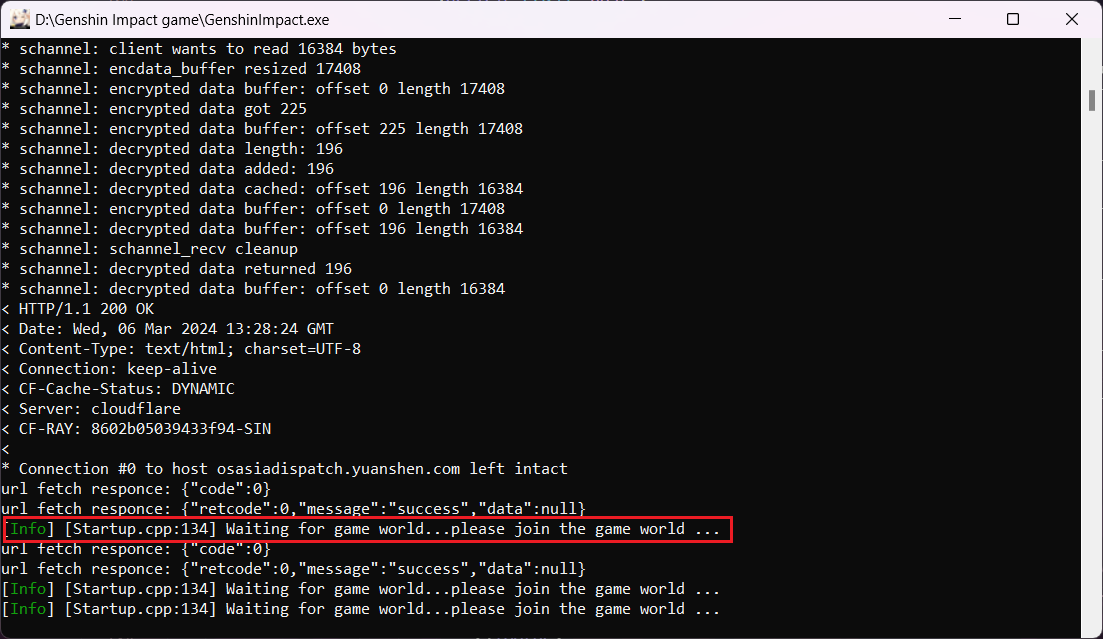 D:\Genshin Impact game\GenshinImpact.exe
* schannel: client wants to read 16384 bytes
* schannel: encdata_buffer resized 17408
* schannel: encrypted data buffer: offset 0 length 17408
* schannel: encrypted data got 225
* schannel: encrypted data buffer: offset 225 length 17408
* schannel: decrypted data length: 196
* schannel: decrypted data added: 196
* schannel: decrypted data cached: offset 196 length 16384
* schannel: encrypted data buffer: offset 0 length 17408
* schannel: decrypted data buffer: offset 196 length 16384
* schannel: schannel_recv cleanup
* schannel: decrypted data returned 196
* schannel: decrypted data buffer: offset 0 length 16384
< HTTP/1.1 200 OK
< Date: Wed, 06 Mar 2024 13:28:24 GMT
< Content-Type: text/html; charset=UTF-8
< Connection: keep-alive
< CF-Cache-Status: DYNAMIC
< Server: cloudflare
< CF-RAY: 8602b05039433f94-SIN
<
* Connection #0 to host osasiadispatch.yuanshen.com left intact
url fetch responce: {"code":0}
url fetch responce: {"retcode":0,"message":"success","data":null}
[Info] [Startup.cpp:134] Waiting for game world...please join the game world ...
url fetch responce: {"code":0}
url fetch responce: {"retcode":0,"message":"success","data":null}
[Info] [Startup.cpp:134] Waiting for game world...please join the game world ...
[Info] [Startup.cpp:134] Waiting for game world...please join the game world ...